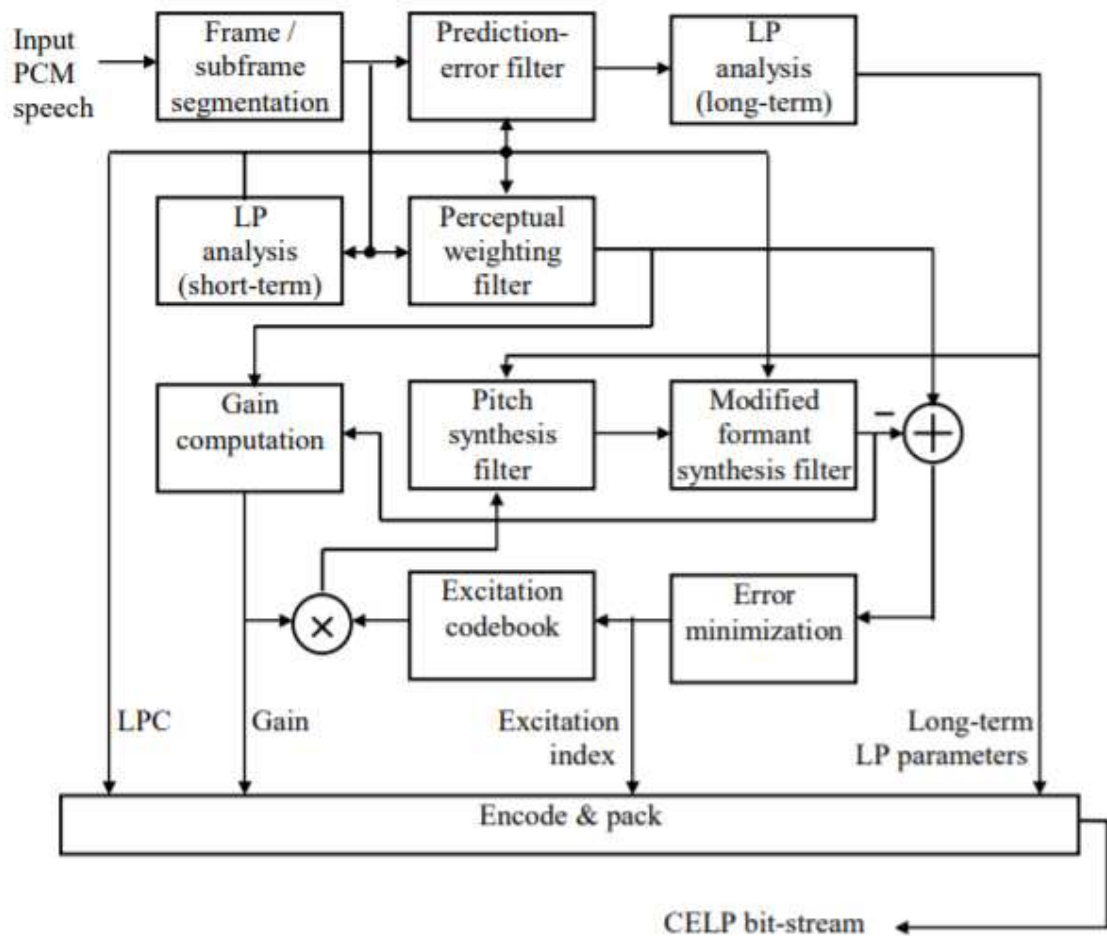 Input
PCM
speech
Frame /
subframe
segmentation
Prediction-
error filter
LP
analysis
(long-term)
LP
analysis
(short-term)
Perceptual
weighting
filter
Gain
computation
Pitch
synthesis
filter
Modified
formant
synthesis filter
−
+
×
Excitation
codebook
Error
minimization
LPC
Gain
Excitation
index
Long-term
LP parameters
Encode & pack
CELP bit-stream